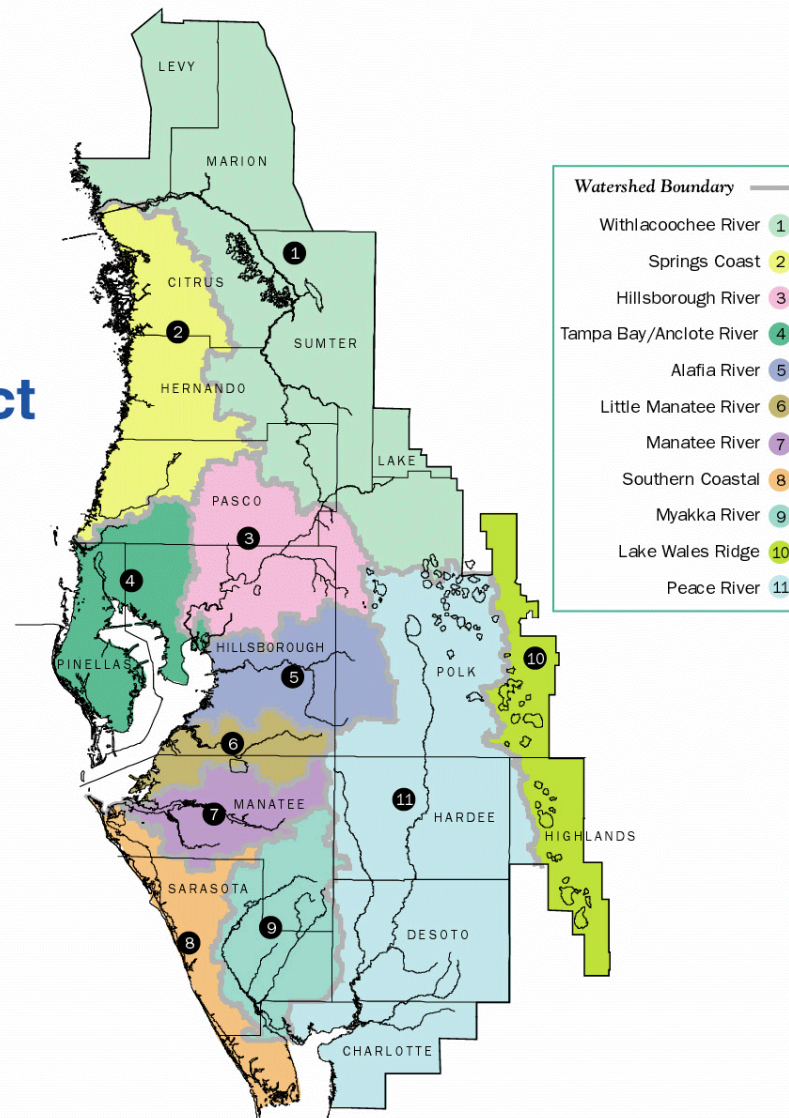 LEVY
MARION
Watershed Boundary
Withlacoochee River 1
1
Springs Coast 2
CITRUS
Hillsborough River 3
2
Tampa Bay/Anclote River 4
SUMTER
Alafia River 5
HERNANDO
ct
Little Manatee River 6
Manatee River 7
LAKE
Southern Coastal 8
PASCO
Myakka River 9
3
Lake Wales Ridge 10
4
Peace River 11
HILLSBOROUGH
PINELLAS
10
POLK
5
6
11
7
MANATEE
HARDEE
HIGHLANDS
SARASOTA
9
DESOTO
8
CHARLOTTE